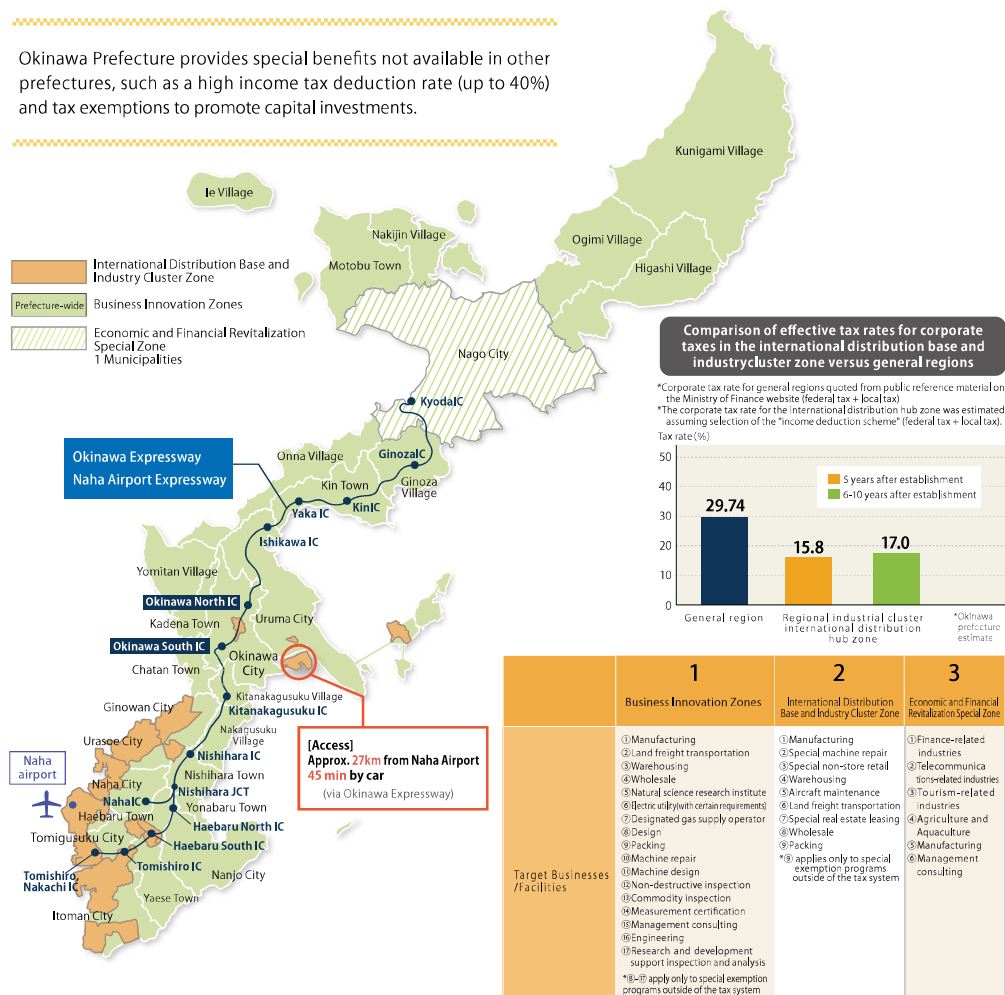 Okinawa Prefecture provides special benefits not available in other
prefectures, such as a high income tax deduction rate (up to 40%)
and tax exemptions to promote capital investments.
Kunigami Village
Ie Village
Nakijin Village
Motobu Town
Ogimi Village
Higashi Village
International Distribution Base and
Industry Cluster Zone
Prefecture-wide
Business Innovation Zones
Economic and Financial Revitalization
Special Zone
1 Municipalities
Nago City
KyodaIC
Okinawa Expressway
Naha Airport Expressway
Onna Village
GinozaIC
Kin Town
Ginoza
Village
Yaka IC
KinIC
Ishikawa IC
Yomitan Village
Okinawa North IC
Kadena Town
Uruma City
Okinawa South IC
Okinawa
City
Chatan Town
Kitanakagusuku Village
Kitanakagusuku IC
Ginowan City
Nakagusuku
Village
Urasoe City
Nishihara IC
Naha
airport
Nishihara Town
Naha City
Nishihara JCT
NahaIC
Yonabaru Town
Haebaru Town
Haebaru North IC
Tomigusuku City
Haebaru South IC
Tomishiro IC
Nanjo City
Tomishiro,
Nakachi IC
Yaese Town
Itoman City
[Access]
Approx. 27km from Naha Airport
45 min by car
(via Okinawa Expressway)
Comparison of effective tax rates for corporate
taxes in the international distribution base and
industrycluster zone versus general regions
*Corporate tax rate for general regions quoted from public reference material on
the Ministry of Finance website (federal tax + local tax)
*The corporate tax rate for the international distribution hub zone was estimated
assuming selection of the "income deduction scheme" (federal tax + local tax).
Tax rate (%)
50
40
30
20
10
0
5 years after establishment
6-10 years after establishment
29.74
15.8
17.0
General region
Regional industrial cluster
international distribution
hub zone
*Okinawa
prefecture
estimate
1
Business Innovation Zones
2
International Distribution
Base and Industry Cluster Zone
3
Economic and Financial
Revitalization Special Zone
Target Businesses
/Facilities
①Manufacturing
②Land freight transportation
③Warehousing
④Wholesale
⑤Natural science research institute
⑥Electric utility(with certain requirements)
⑦Designated gas supply operator
⑧Design
⑨Packing
⑩Machine repair
⑪Machine design
⑫Non-destructive inspection
⑬Commodity inspection
⑭Measurement certification
⑮Management consulting
⑯Engineering
⑰Research and development
support inspection and analysis
*⑧-⑰ apply only to special exemption
programs outside of the tax system
①Manufacturing
②Special machine repair
③Special non-store retail
④Warehousing
⑤Aircraft maintenance
⑥Land freight transportation
⑦Special real estate leasing
⑧Wholesale
⑨Packing
*⑨ applies only to special
exemption programs
outside of the tax system
①Finance-related
industries
②Telecommunica
tions-related industries
③Tourism-related
industries
④Agriculture and
Aquaculture
⑤Manufacturing
⑥Management
consulting